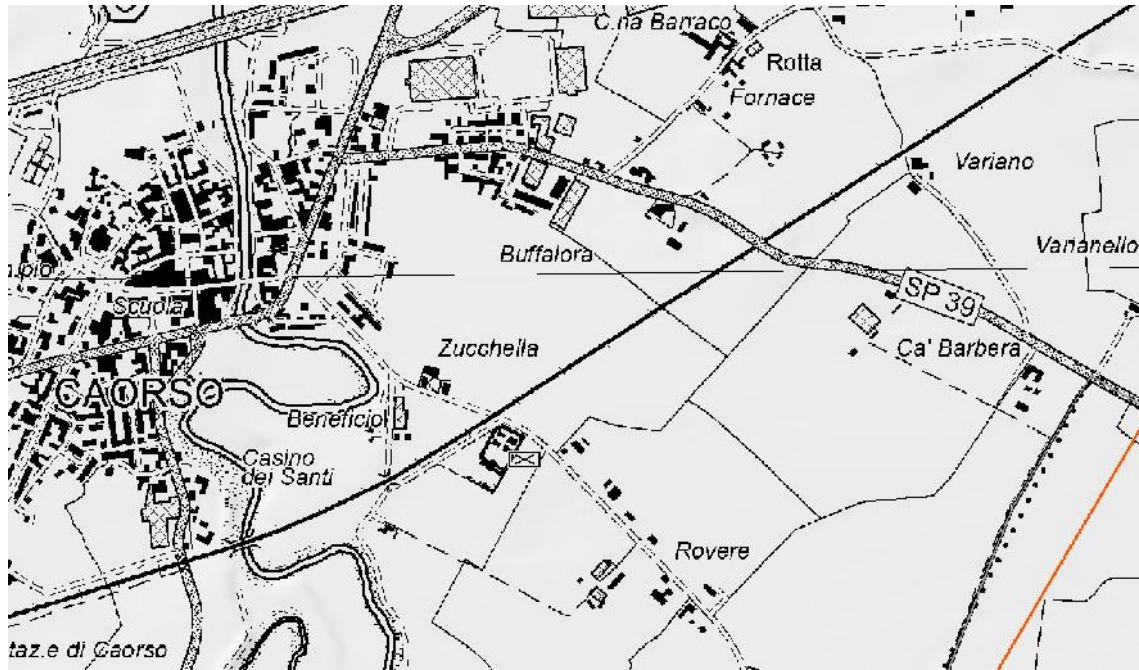 C.na Barraco
Rotta
Fornace
Variano
Buffalora
Varianello
Scuola
SP 39
Zucchella
Ca' Barbera
CAORSO
Beneficio
Casino
dei Santi
Rovere
taz.e di Caorso